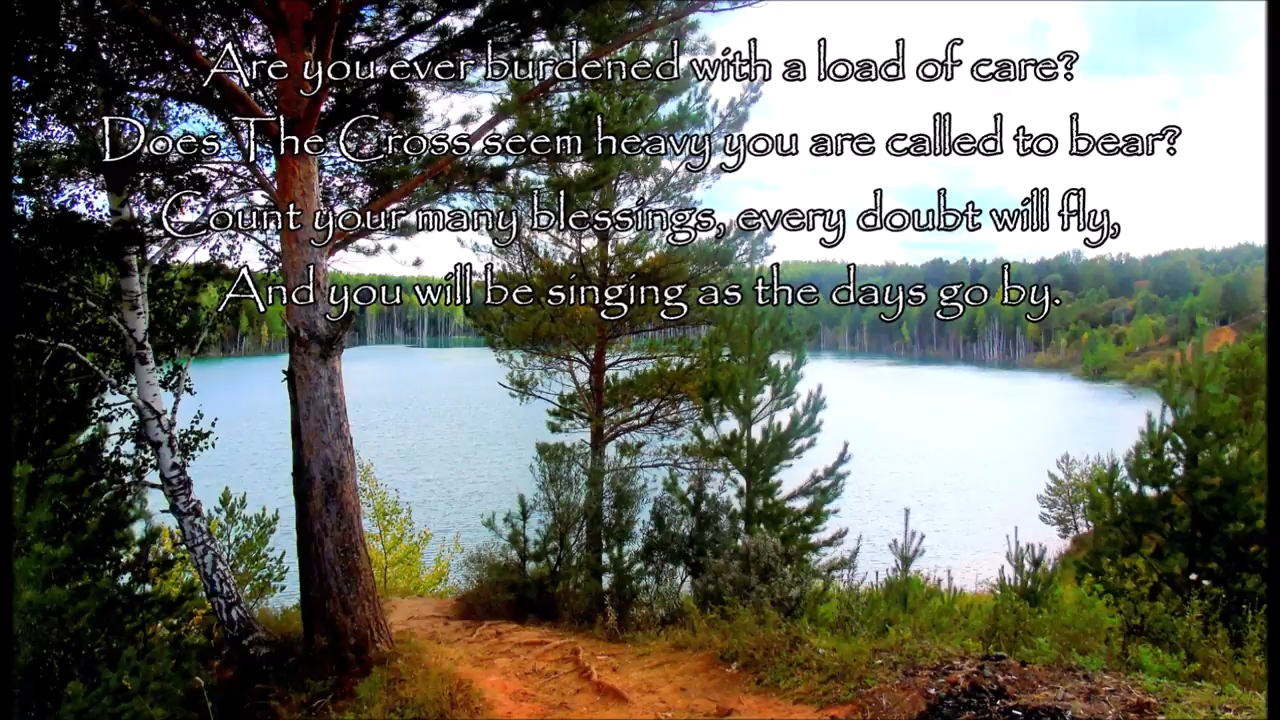 Are you ever burdened with a load of care?
Does The Cross seem heavy you are called to bear?
Count your many blessings, every doubt will fly,
And you will be singing as the days go by.